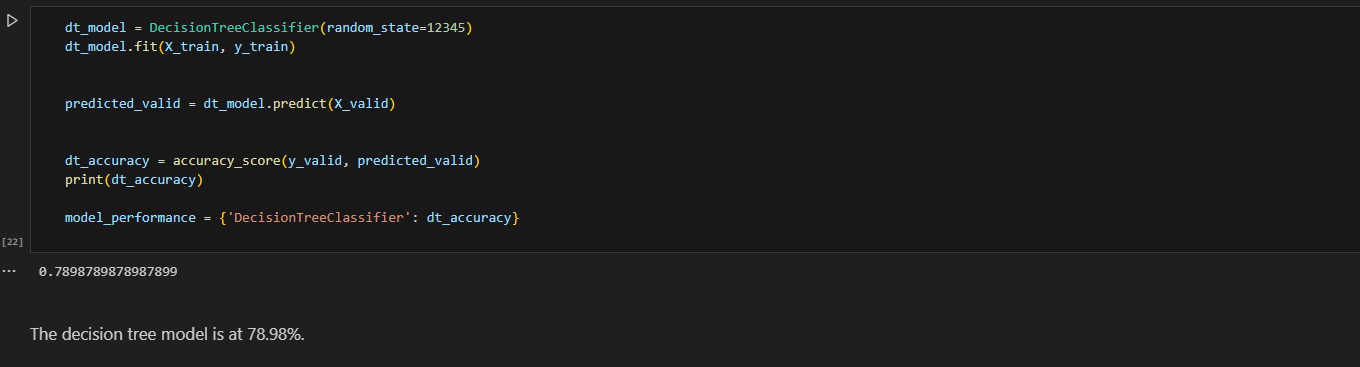 dt_model = DecisionTreeClassifier(random_state=12345)
dt_model.fit(X_train, y_train)
predicted_valid = dt_model.predict(X_valid)
dt_accuracy = accuracy_score(y_valid, predicted_valid)
print(dt_accuracy)
model_performance = {'DecisionTreeClassifier': dt_accuracy}
[22]
0.7898789878987899
The decision tree model is at 78.98%.